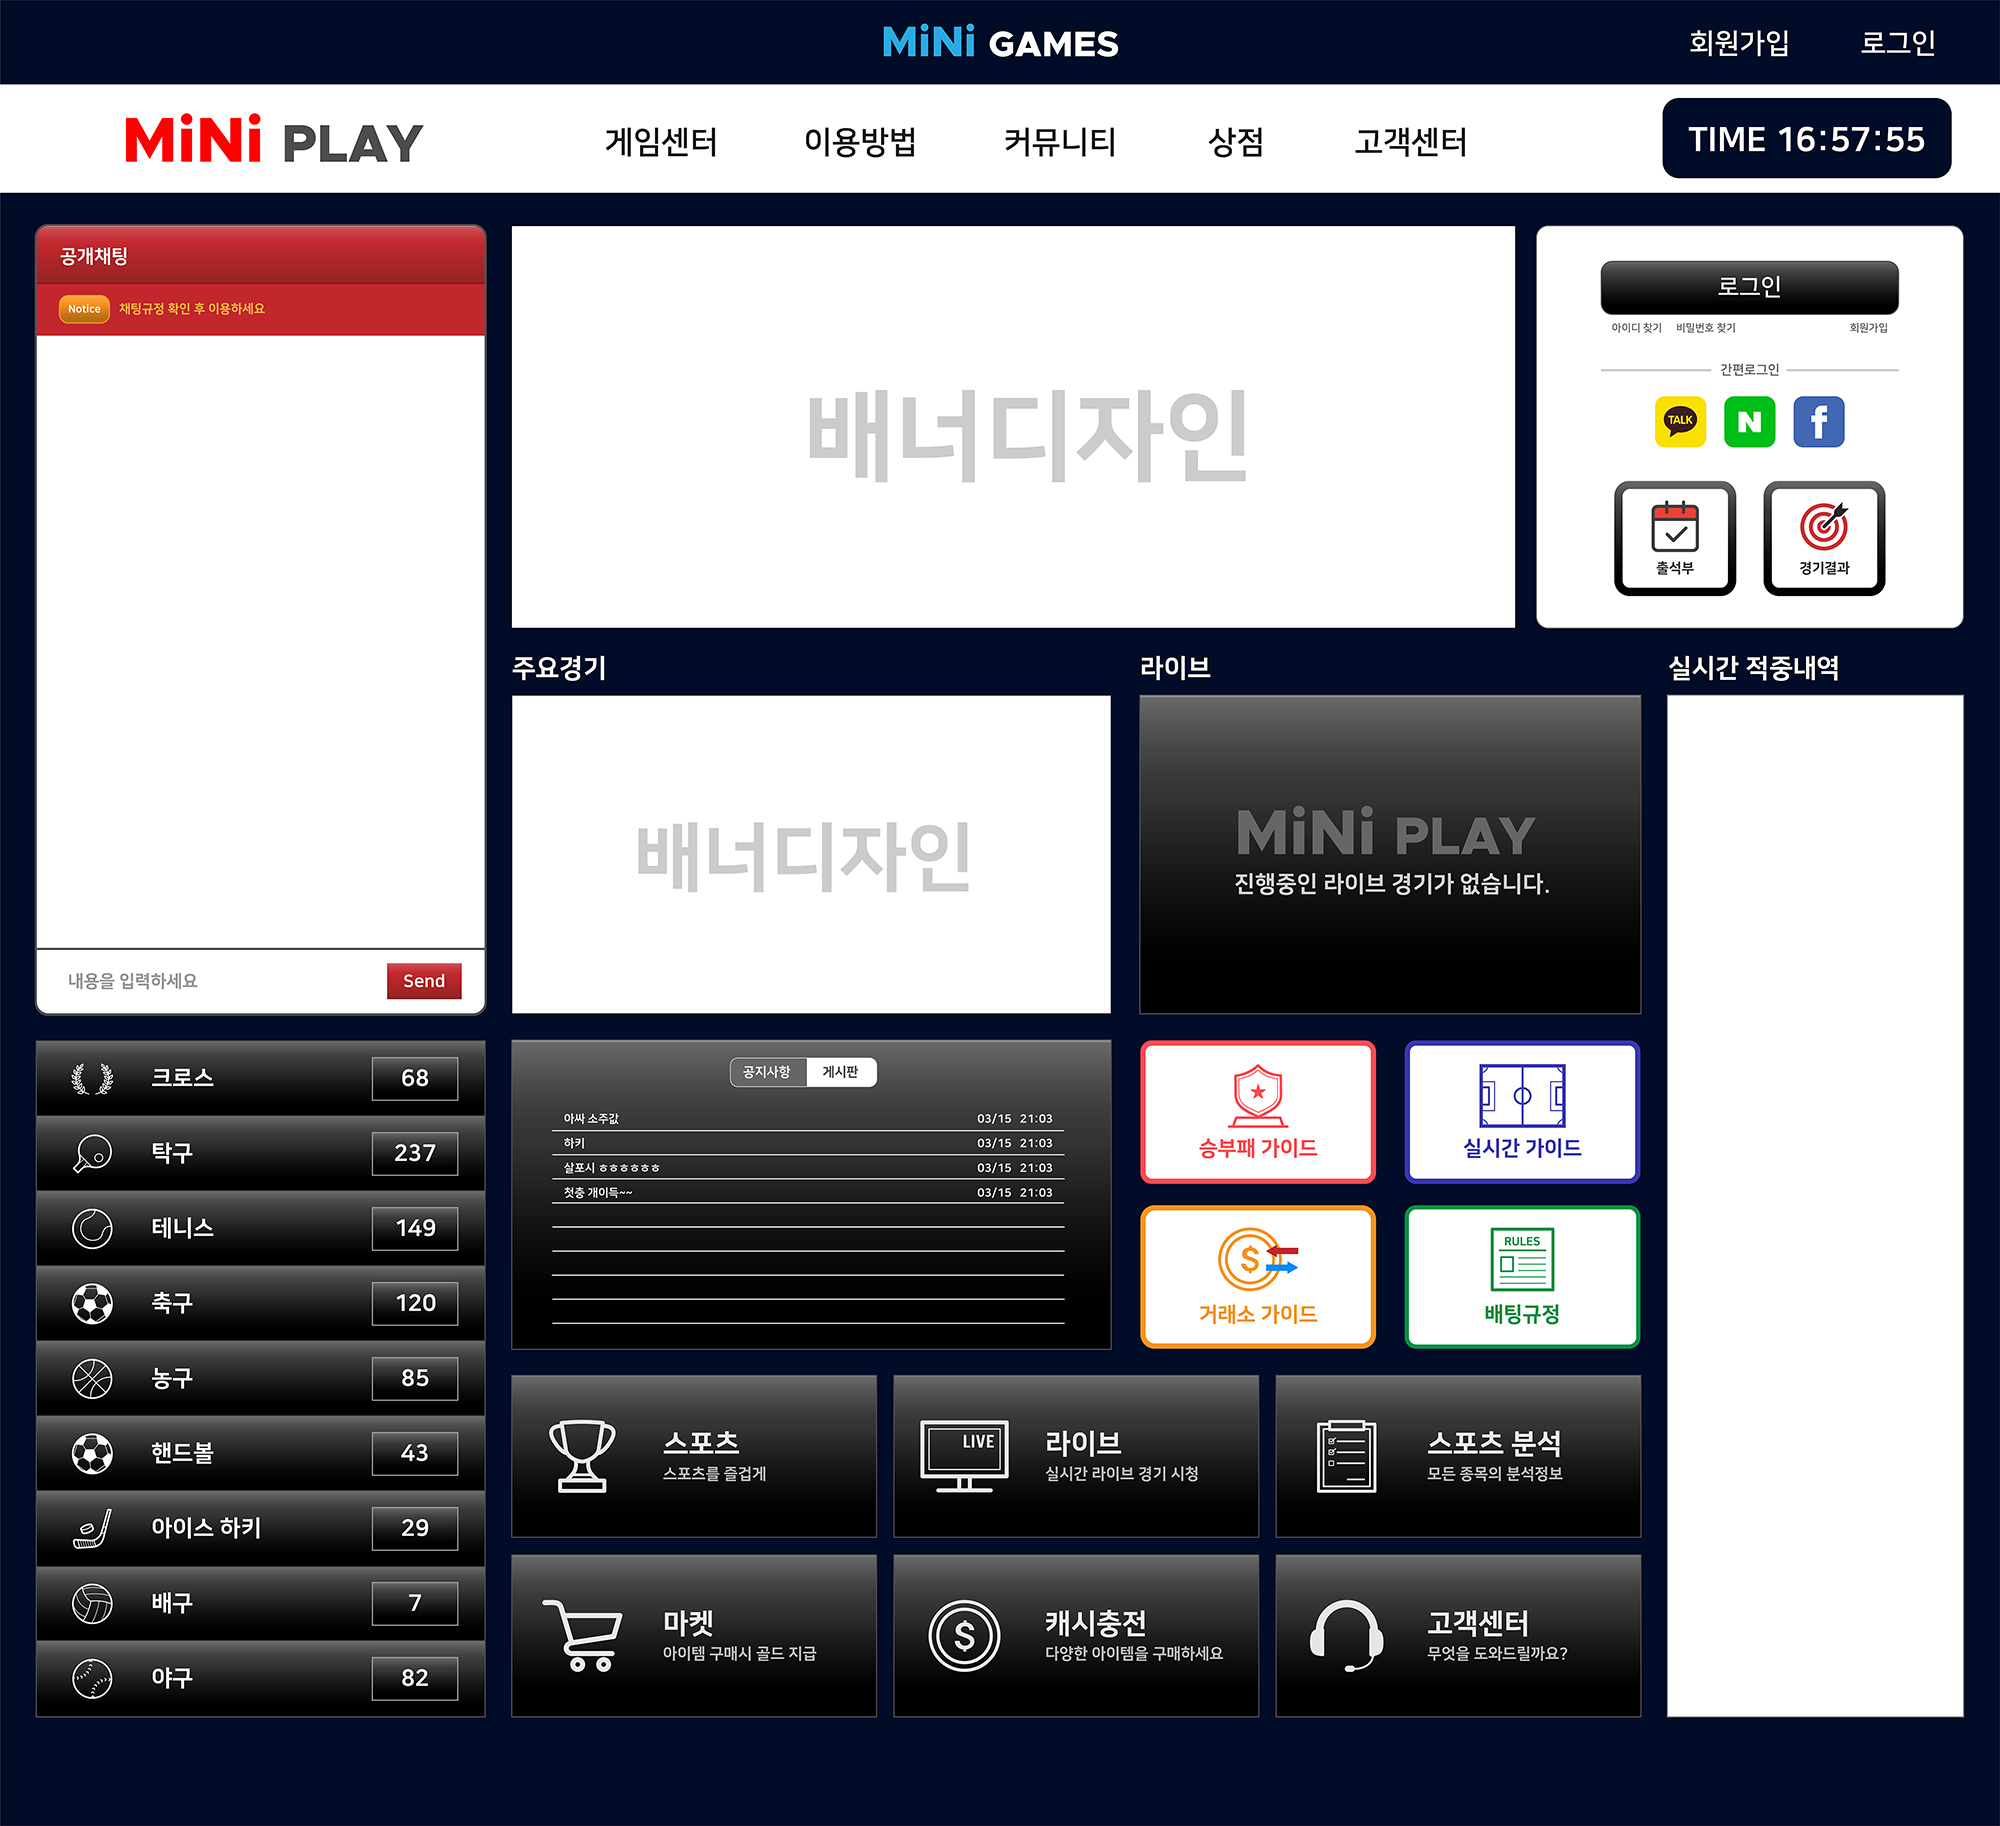 MiNi GAMES
회원가입
로그인
MiNi PLAY
게임센터
이용방법
커뮤니티
상점
고객센터
TIME 16:57:55
공개채팅
Notice 채팅규정 확인 후 이용하세요
내용을 입력하세요
Send
배너디자인
로그인
아이디 찾기 비밀번호 찾기 회원가입
간편로그인
TALK
N
f
출석부
경기결과
주요경기
배너디자인
라이브
MiNi PLAY
진행중인 라이브 경기가 없습니다.
실시간 적중내역
크로스 68
탁구 237
테니스 149
축구 120
농구 85
핸드볼 43
아이스 하키 29
배구 7
야구 82
공지사항 게시판
아싸 소주값 03/15 21:03
하키 03/15 21:03
살포시 ㅎㅎㅎㅎㅎㅎ 03/15 21:03
첫충 개이득~~ 03/15 21:03
승부패 가이드
실시간 가이드
$
거래소 가이드
RULES
배팅규정
스포츠
스포츠를 즐겁게
LIVE
라이브
실시간 라이브 경기 시청
스포츠 분석
모든 종목의 분석정보
마켓
아이템 구매시 골드 지급
$
캐시충전
다양한 아이템을 구매하세요
고객센터
무엇을 도와드릴까요?